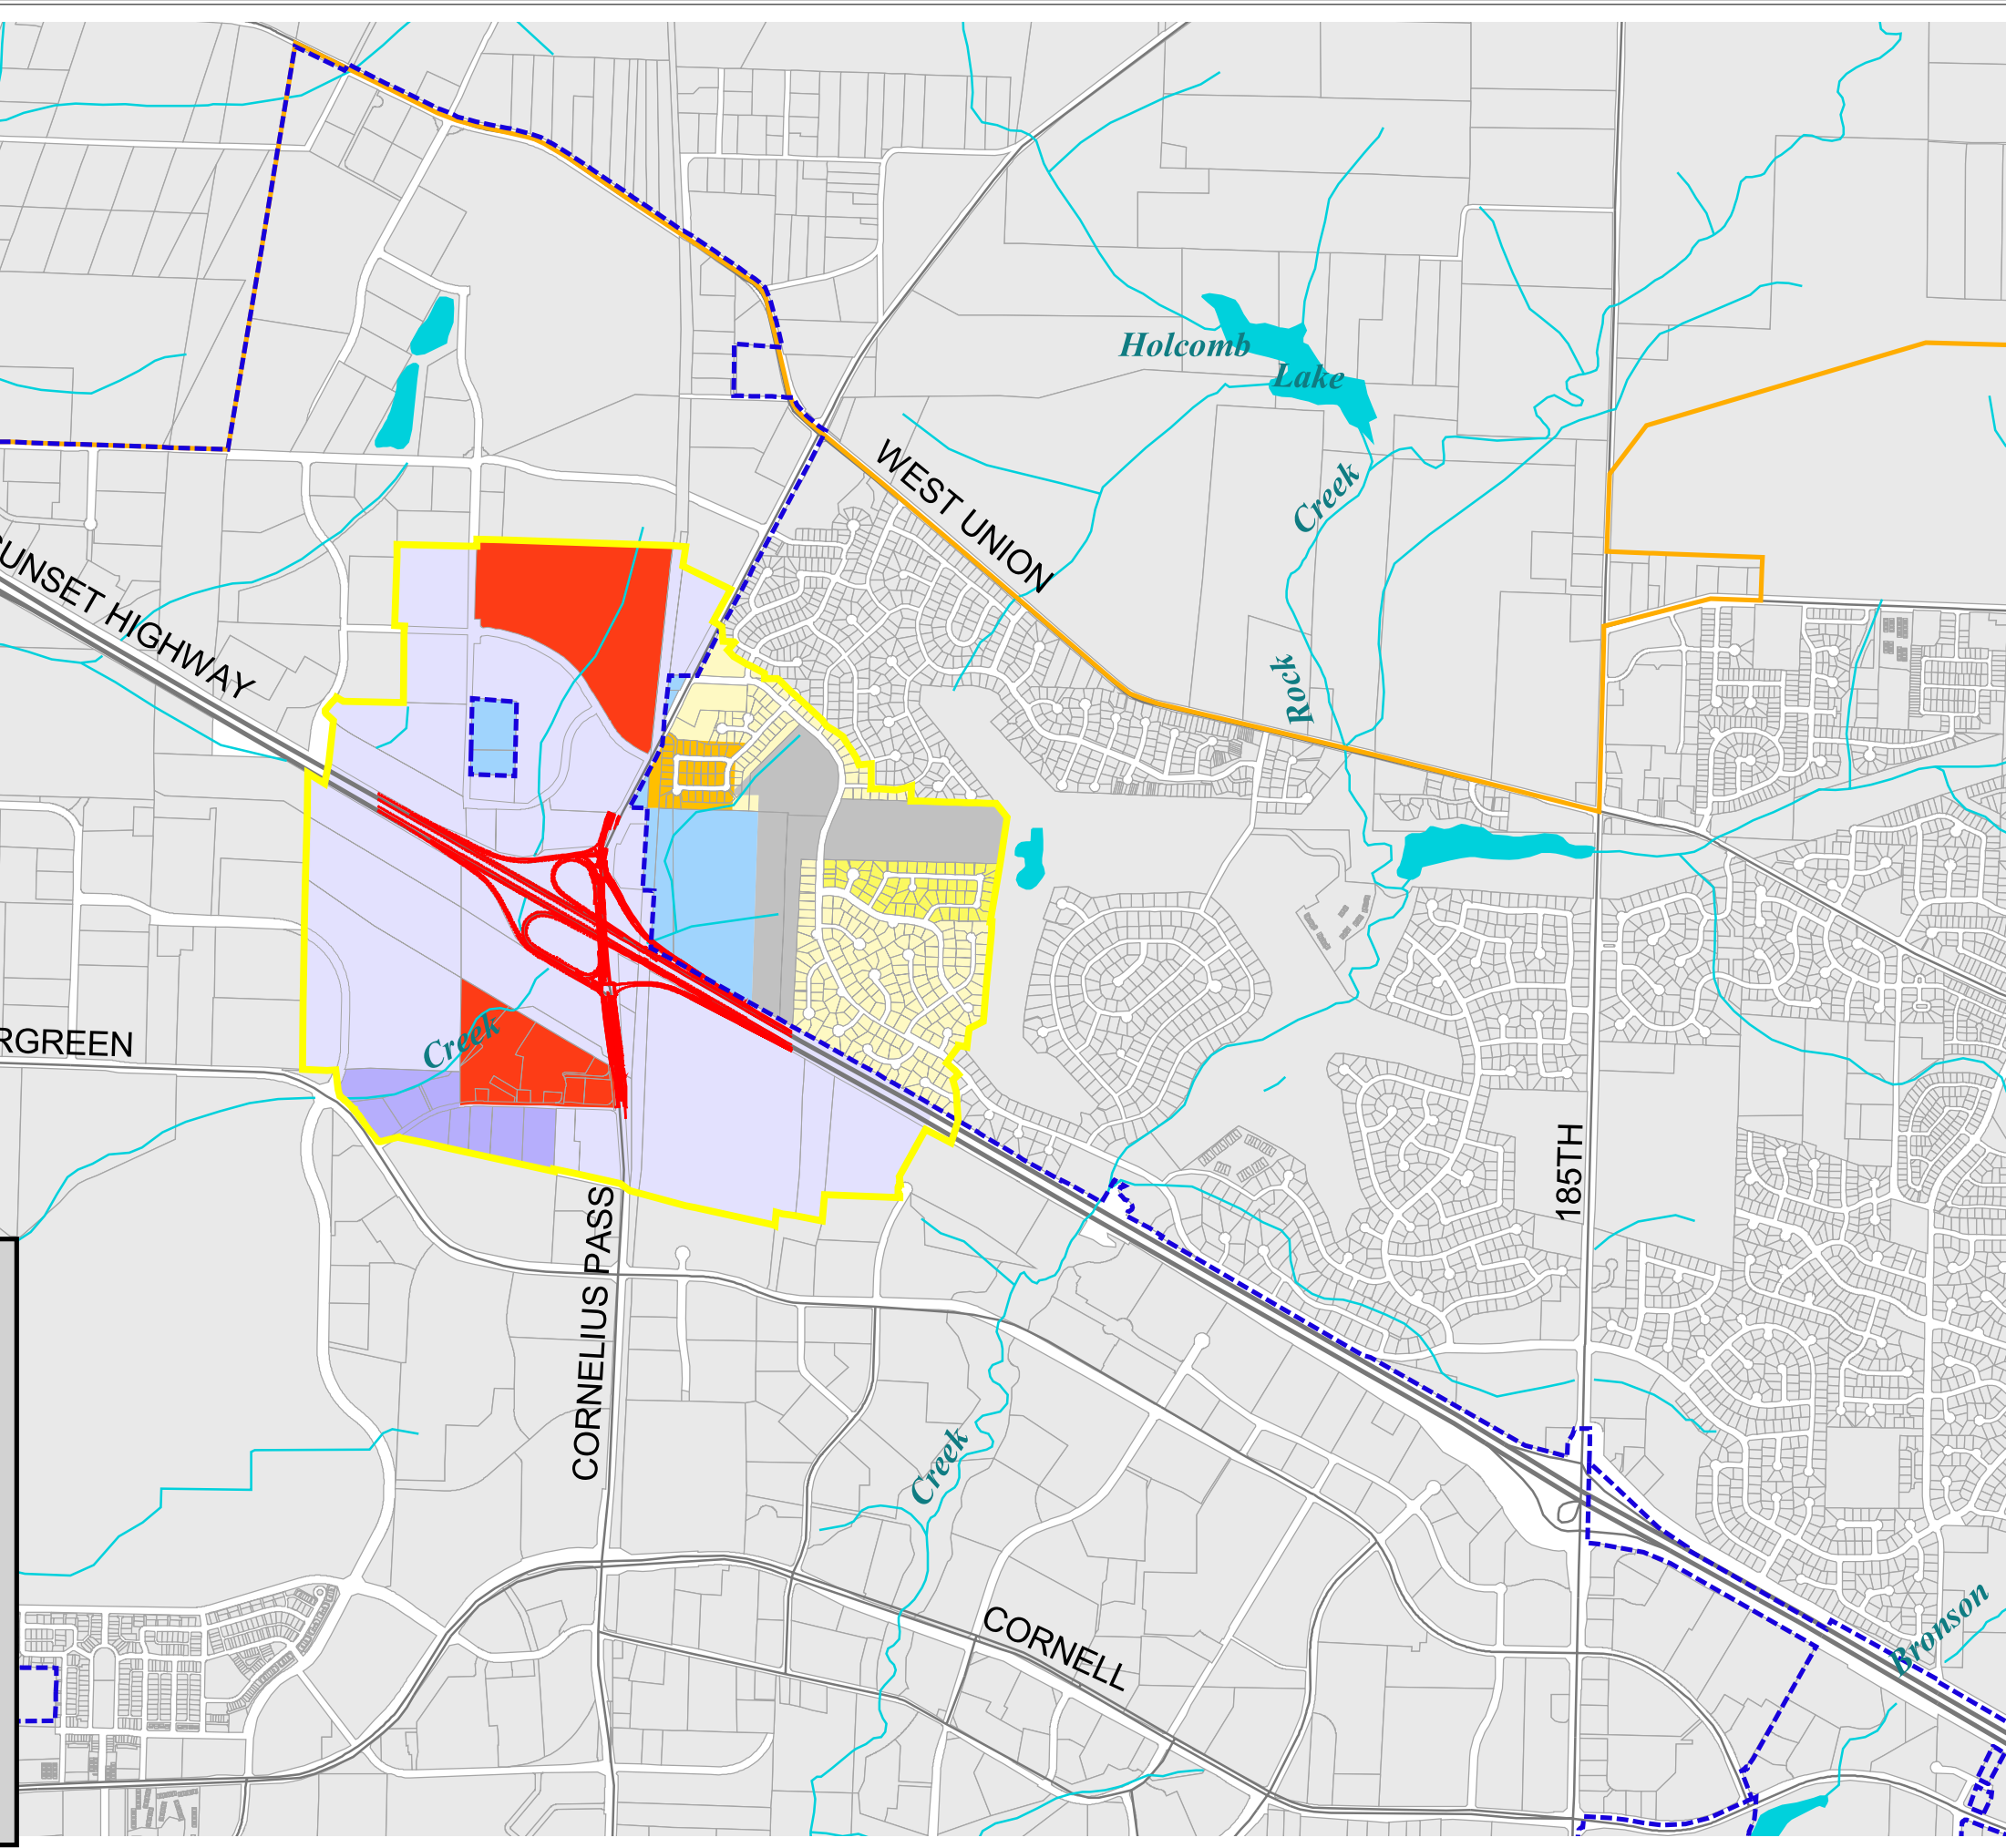 Holcomb
Lake
WEST UNION
Creek
UNSET HIGHWAY
Rock
RGREEN
Creek
185TH
CORNELIUS PASS
Creek
CORNELL
Bronson